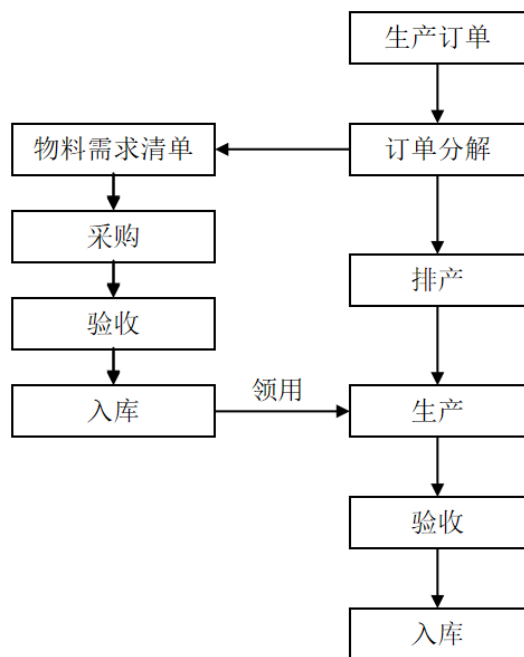 生产订单
物料需求清单
订单分解
采购
排产
验收
入库
领用
生产
验收
入库